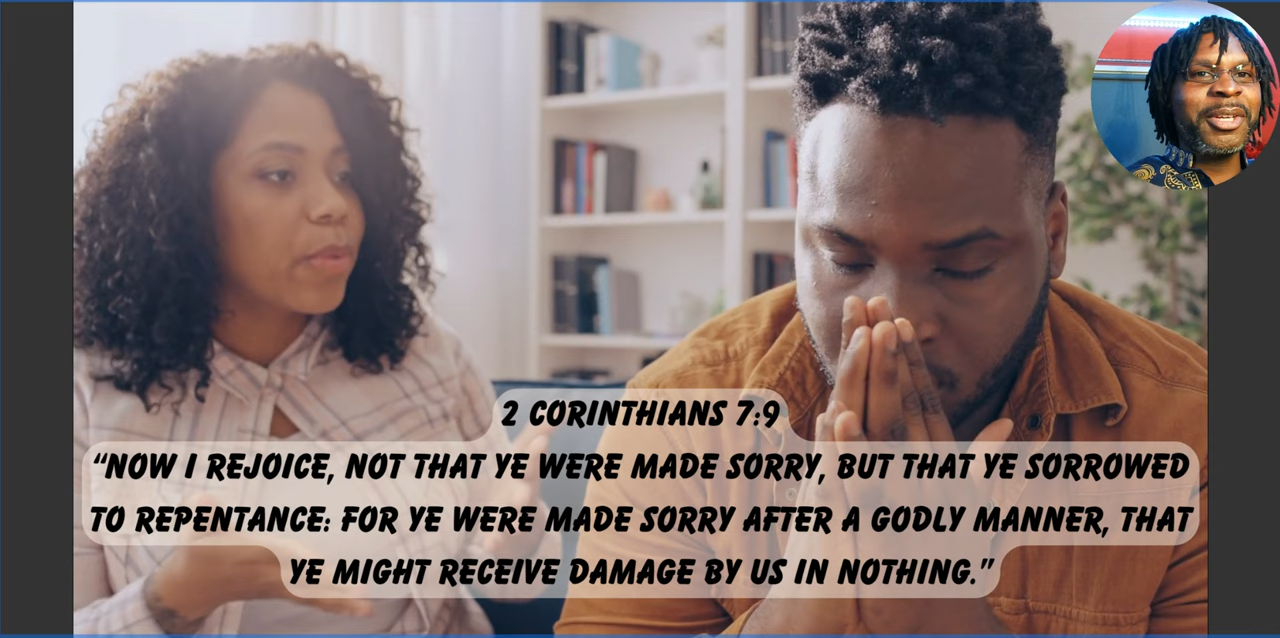 2 CORINTHIANS 7:9
“NOW I REJOICE, NOT THAT YE WERE MADE SORRY, BUT THAT YE SORROWED
TO REPENTANCE: FOR YE WERE MADE SORRY AFTER A GODLY MANNER, THAT
YE MIGHT RECEIVE DAMAGE BY US IN NOTHING.”